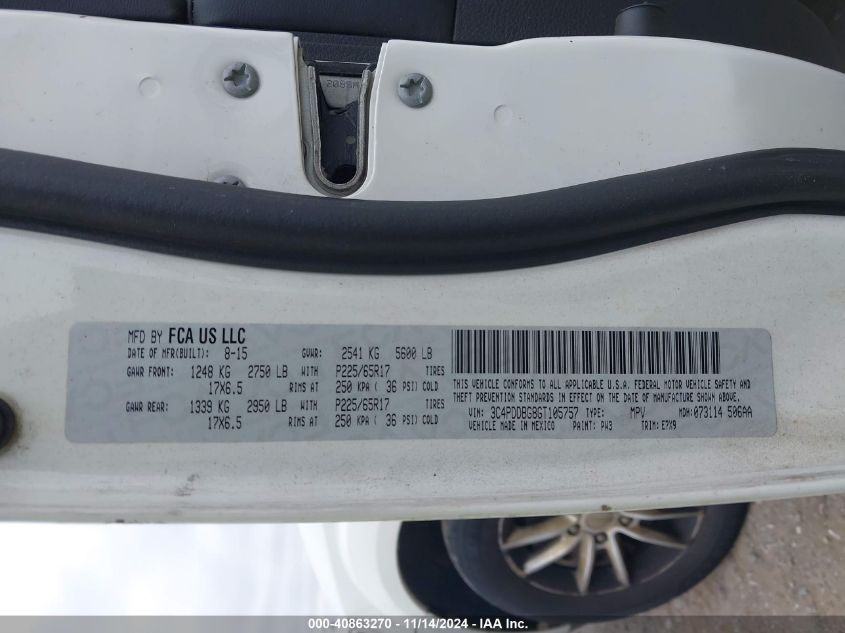 MFD BY FCA US LLC
DATE OF MFR(BUILT): 8-15 GVWR: 2541 KG 5600 LB
GAWR FRONT: 1248 KG 2750 LB WITH P225/65R17 TIRES
17X6.5 RIMS AT 250 KPA ( 36 PSI) COLD
GAWR REAR: 1339 KG 2950 LB WITH P225/65R17 TIRES
17X6.5 RIMS AT 250 KPA ( 36 PSI) COLD
THIS VEHICLE CONFORMS TO ALL APPLICABLE U.S.A. FEDERAL MOTOR VEHICLE SAFETY AND
THEFT PREVENTION STANDARDS IN EFFECT ON THE DATE OF MANUFACTURE SHOWN ABOVE.
VIN: 3C4PDDBG8GT105757 TYPE: MPV MDH: 073114 506AA
VEHICLE MADE IN MEXICO PAINT: PW3 TRIM: E7X9
000-40863270 - 11/14/2024 - IAA Inc.